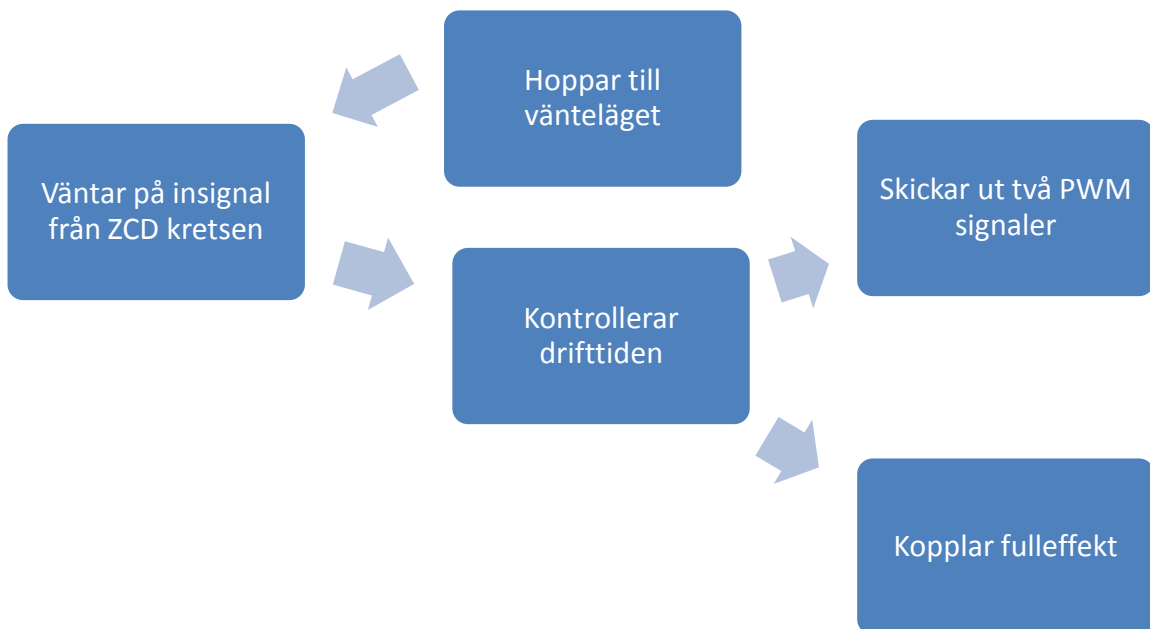 Hoppar till
vänteläget
Väntar på insignal
från ZCD kretsen
Skickar ut två PWM
signaler
Kontrollerar
drifttiden
Kopplar fulleffekt